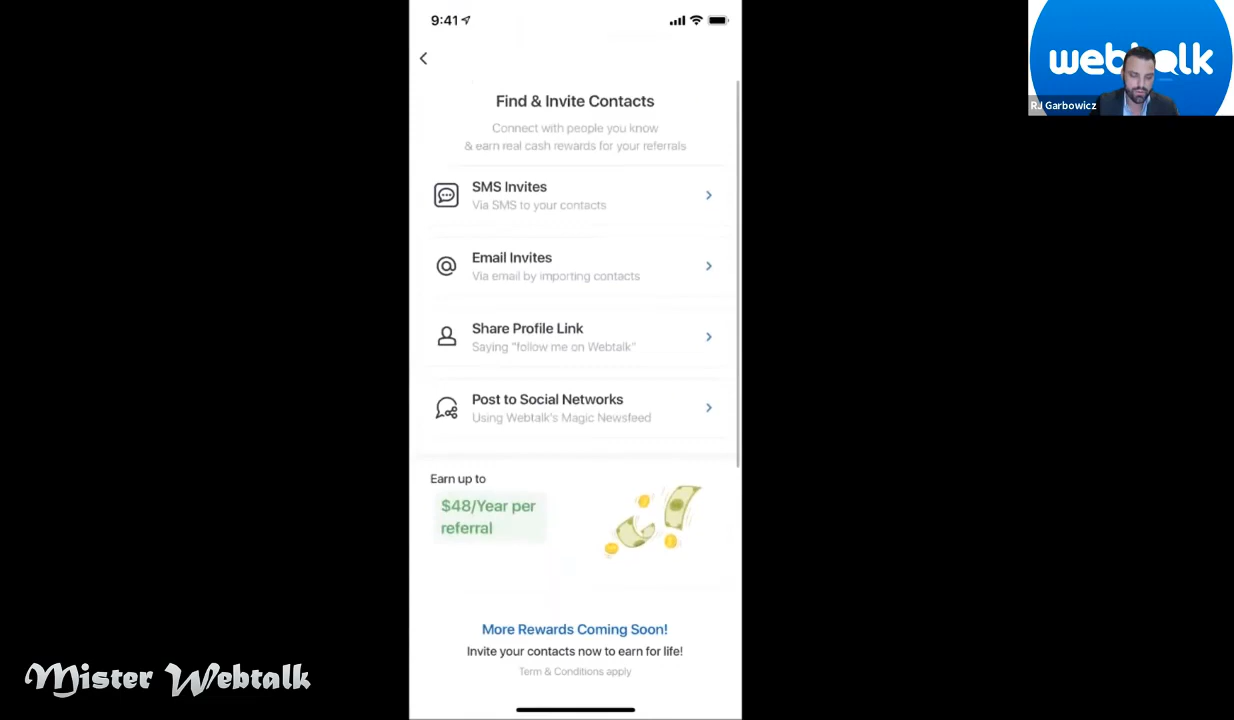 9:41
webtalk
RJ Garbowicz
Find & Invite Contacts
Connect with people you know
& earn real cash rewards for your referrals
SMS Invites
Via SMS to your contacts
Email Invites
Via email by importing contacts
Share Profile Link
Saying "follow me on Webtalk"
Post to Social Networks
Using Webtalk's Magic Newsfeed
Earn up to
$48/Year per
referral
More Rewards Coming Soon!
Invite your contacts now to earn for life!
Term & Conditions apply
Mister Webtalk